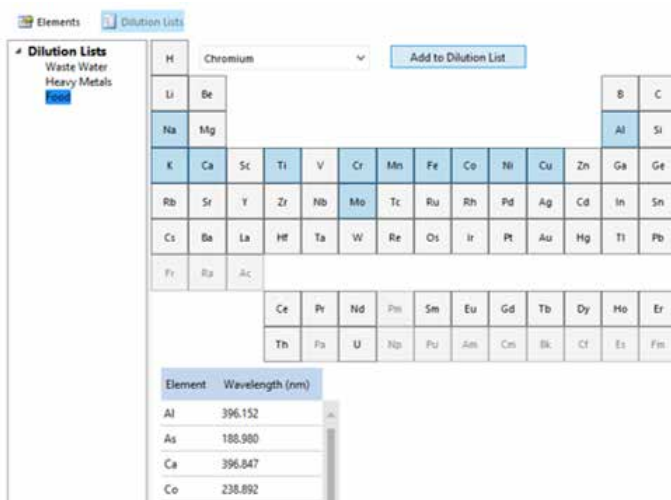 Elements Dilution Lists
Dilution Lists
Waste Water
Heavy Metals
Food
H Chromium Add to Dilution List
Li Be B C
Na Mg Al Si
K Ca Sc Ti V Cr Mn Fe Co Ni Cu Zn Ga Ge
Rb Sr Y Zr Nb Mo Tc Ru Rh Pd Ag Cd In Sn
Cs Ba La Hf Ta W Re Os Ir Pt Au Hg Tl Pb
Fr Ra Ac
Ce Pr Nd Pm Sm Eu Gd Tb Dy Ho Er
Th Pa U Np Pu Am Cm Bk Cf Es Fm
Element Wavelength (nm)
Al 396.152
As 188.980
Ca 396.847
Co 238.892